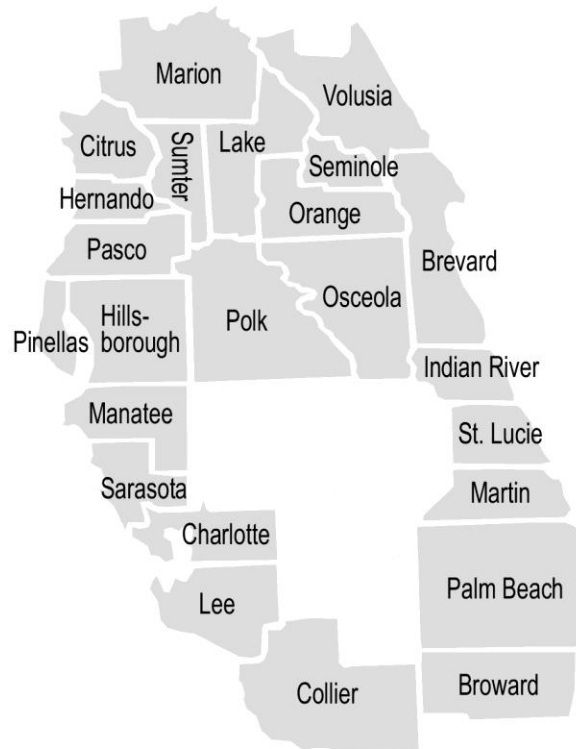 Marion
Volusia
Citrus
Sumter
Lake
Seminole
Hernando
Orange
Pasco
Brevard
Osceola
Hills-
borough
Polk
Pinellas
Indian River
Manatee
St. Lucie
Sarasota
Martin
Charlotte
Palm Beach
Lee
Collier
Broward